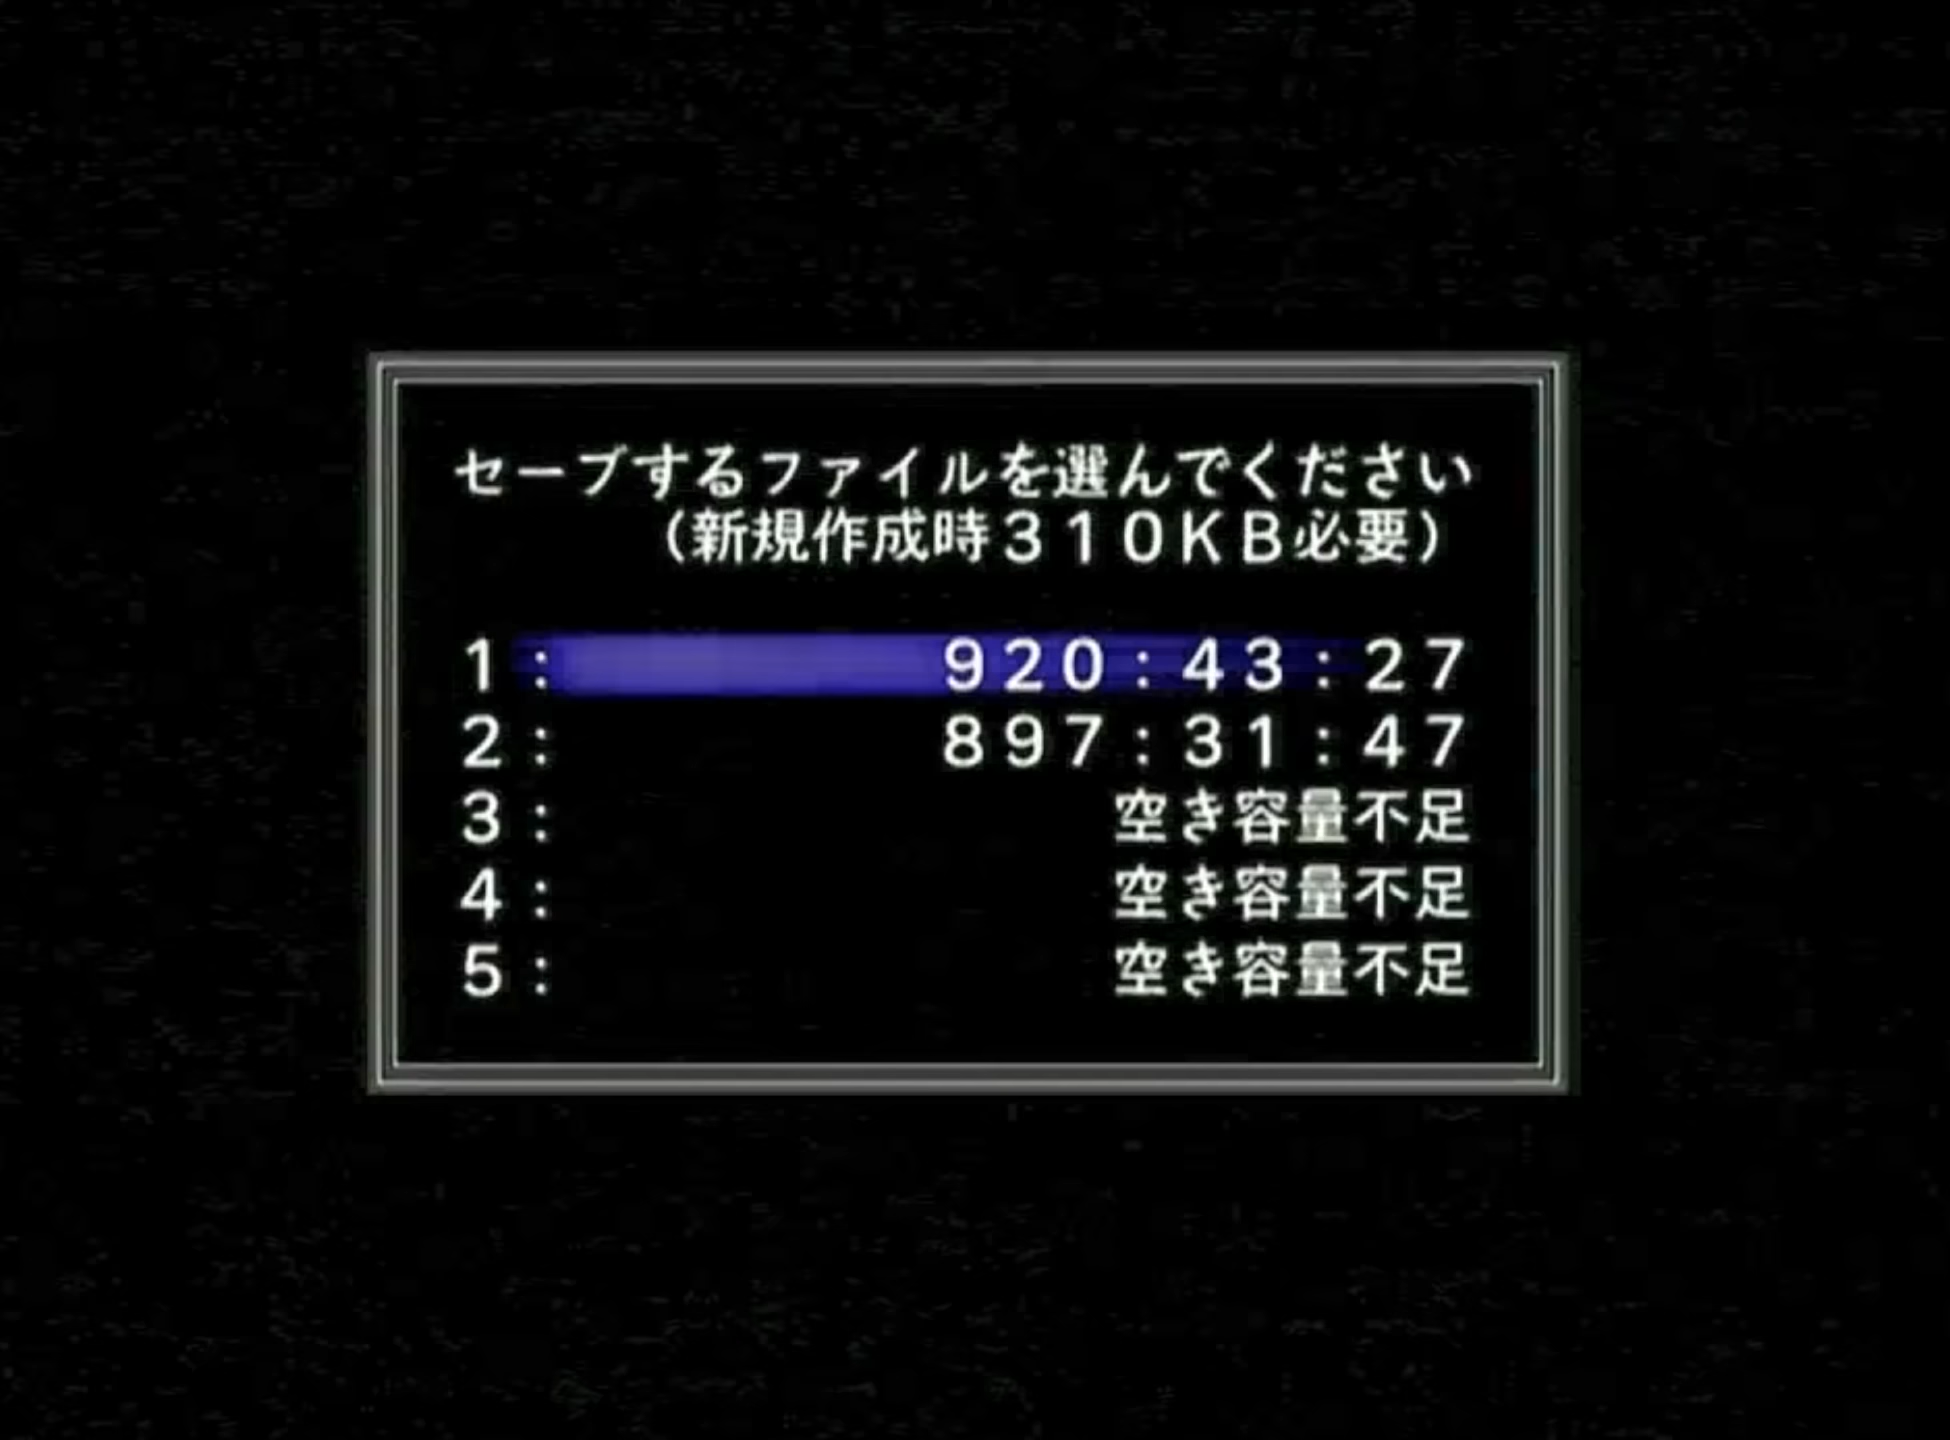 セーブするファイルを選んでください
（新規作成時３１０ＫＢ必要）
１：９２０：４３：２７
２：８９７：３１：４７
３：空き容量不足
４：空き容量不足
５：空き容量不足